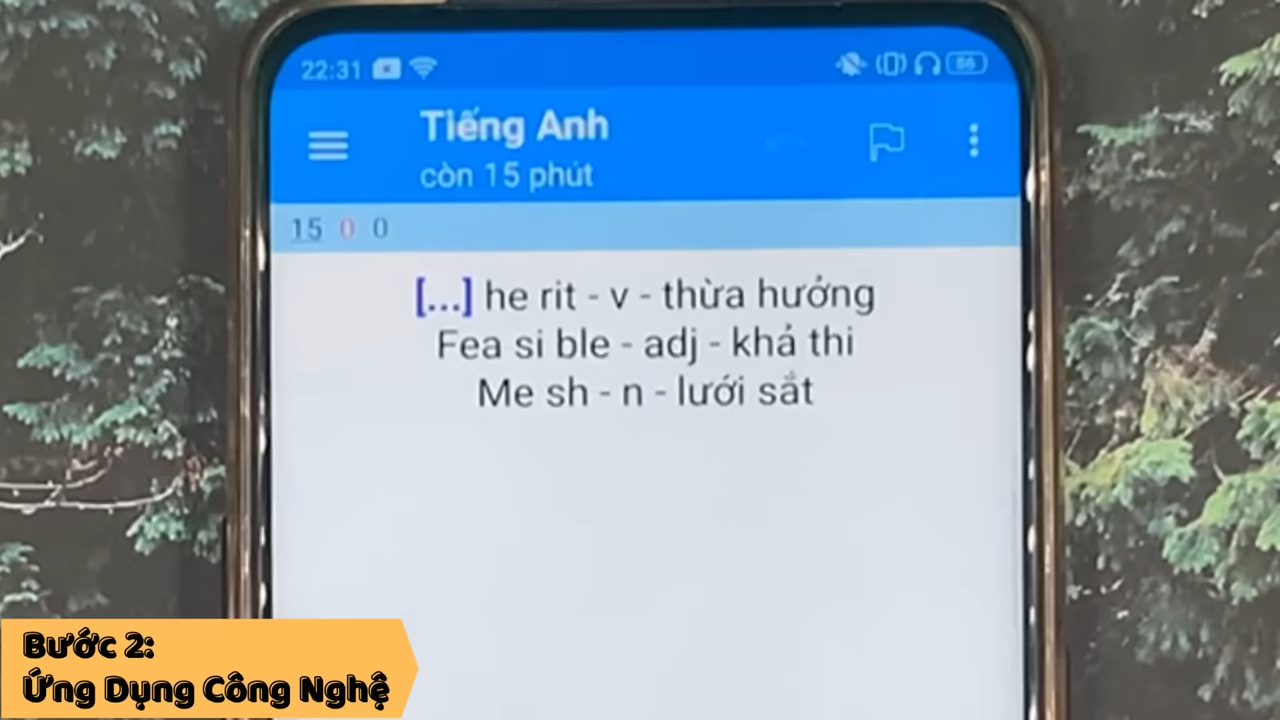 22:31
56
Tiếng Anh
còn 15 phút
15 0 0
[...] he rit - v - thừa hưởng
Fea si ble - adj - khả thi
Me sh - n - lưới sắt
Bước 2:
Ứng Dụng Công Nghệ